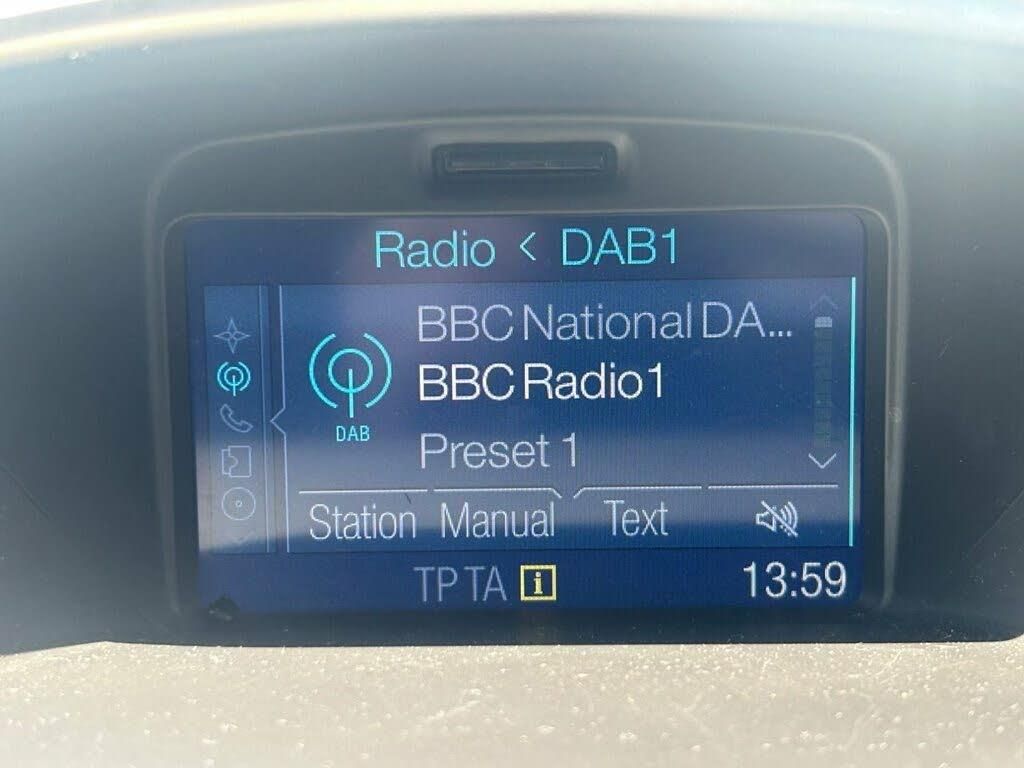 Radio < DAB1
BBC National DA...
BBC Radio1
DAB
Preset 1
Station Manual Text
TP TA i 13:59